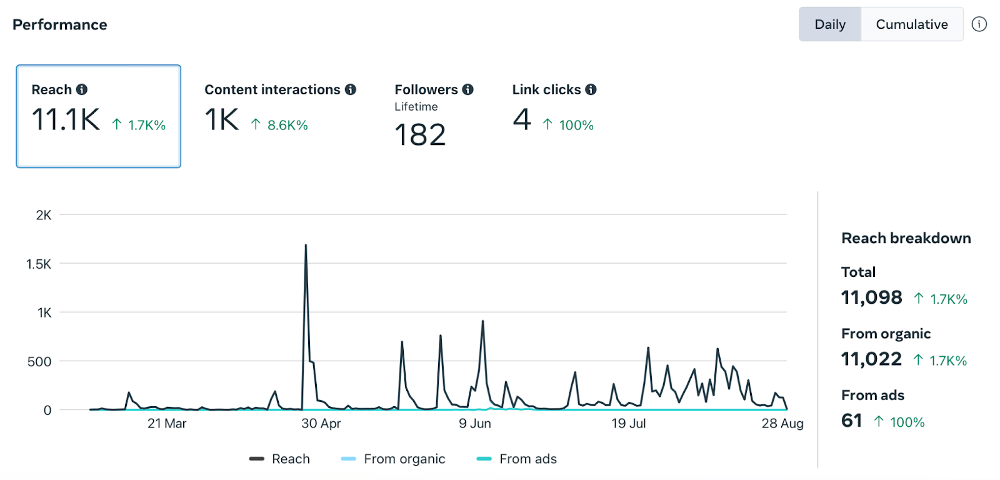 Performance
Daily
Cumulative
Reach
11.1K ↑ 1.7K%
Content interactions
1K ↑ 8.6K%
Followers
Lifetime
182
Link clicks
4 ↑ 100%
2K
1.5K
1K
500
0
21 Mar
30 Apr
9 Jun
19 Jul
28 Aug
Reach
From organic
From ads
Reach breakdown
Total
11,098 ↑ 1.7K%
From organic
11,022 ↑ 1.7K%
From ads
61 ↑ 100%